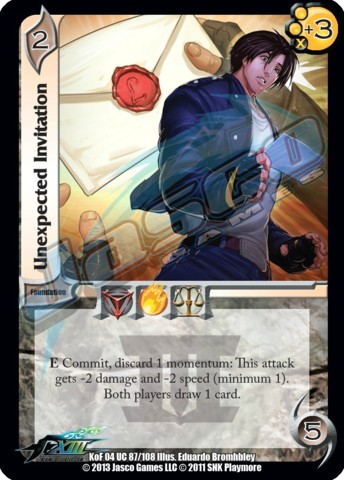 2
+3
X
Unexpected Invitation
Foundation
E Commit, discard 1 momentum: This attack
gets -2 damage and -2 speed (minimum 1).
Both players draw 1 card.
5
XIII
KoF 04 UC 87/108 Illus. Eduardo Bromhbley
© 2013 Jasco Games LLC © 2011 SNK Playmore